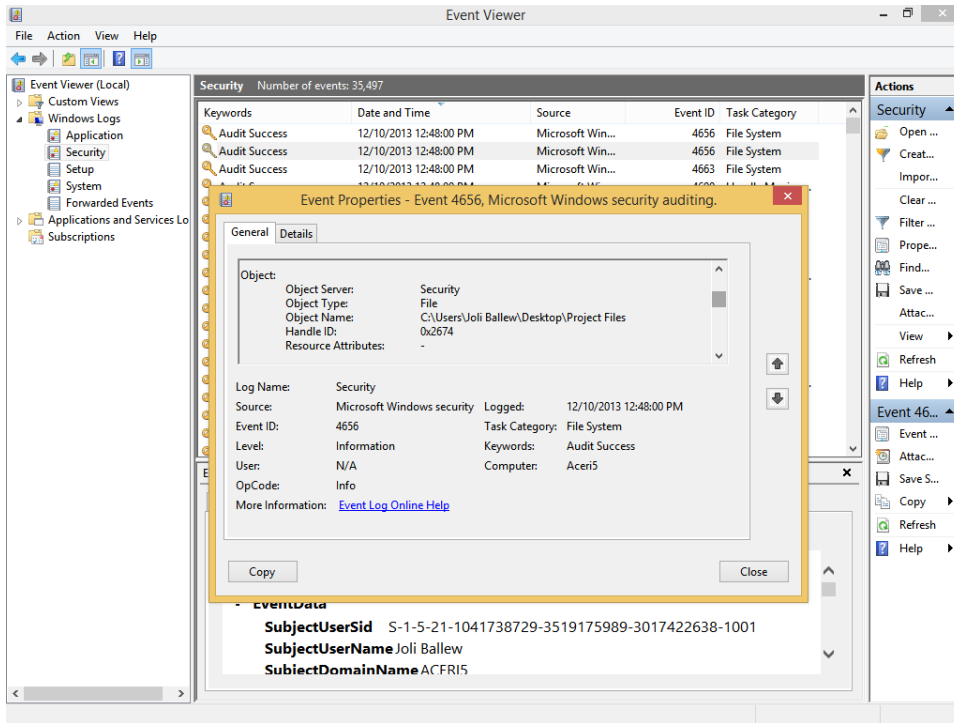 Event Viewer
File Action View Help
Event Viewer (Local)
Custom Views
Windows Logs
Application
Security
Setup
System
Forwarded Events
Applications and Services Lo
Subscriptions
Security Number of events: 35,497
Keywords Date and Time Source Event ID Task Category
Audit Success 12/10/2013 12:48:00 PM Microsoft Win... 4656 File System
Audit Success 12/10/2013 12:48:00 PM Microsoft Win... 4656 File System
Audit Success 12/10/2013 12:48:00 PM Microsoft Win... 4663 File System
Event Properties - Event 4656, Microsoft Windows security auditing.
General Details
Object:
Object Server: Security
Object Type: File
Object Name: C:\Users\Joli Ballew\Desktop\Project Files
Handle ID: 0x2674
Resource Attributes: -
Log Name: Security
Source: Microsoft Windows security Logged: 12/10/2013 12:48:00 PM
Event ID: 4656 Task Category: File System
Level: Information Keywords: Audit Success
User: N/A Computer: Aceri5
OpCode: Info
More Information: Event Log Online Help
Copy Close
- EventData
SubjectUserSid S-1-5-21-1041738729-3519175989-3017422638-1001
SubjectUserName Joli Ballew
SubjectDomainName ACERI5
Actions
Security
Open ...
Creat...
Impor...
Clear ...
Filter ...
Prope...
Find...
Save ...
Attac...
View
Refresh
Help
Event 46...
Event ...
Attac...
Save S...
Copy
Refresh
Help